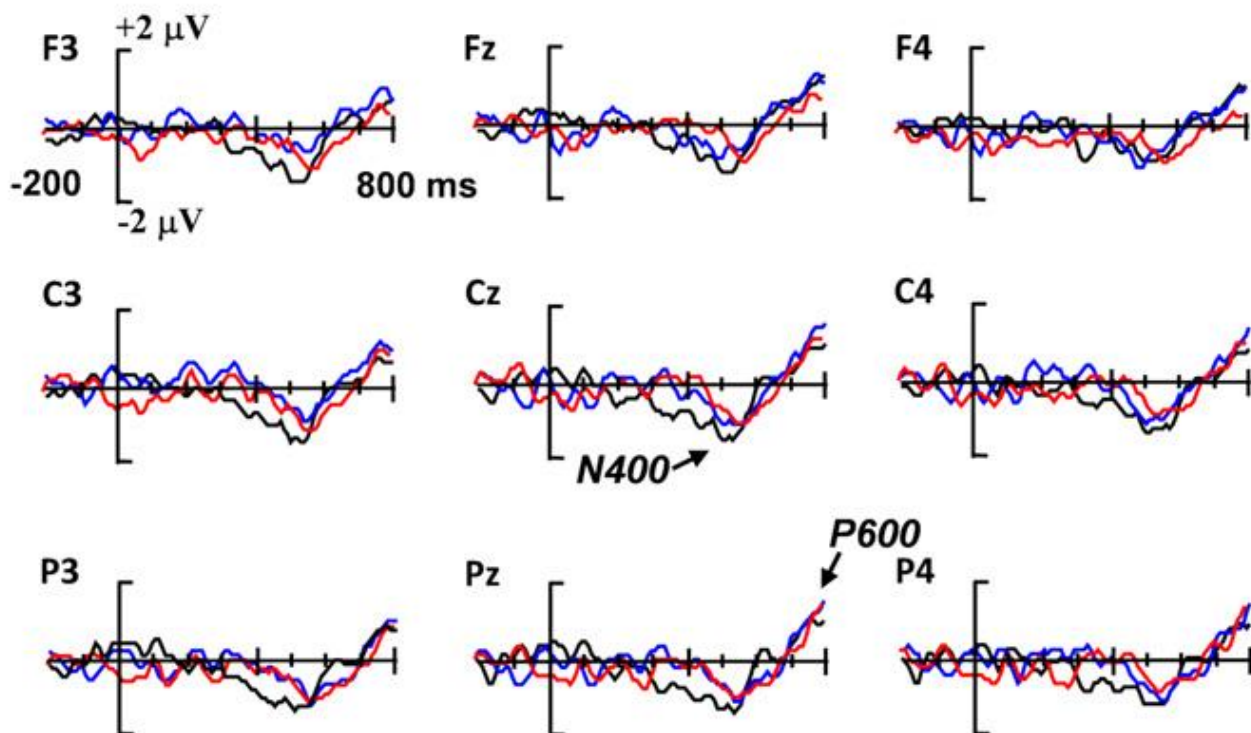 +2 μV
F3
Fz
F4
-200
800 ms
-2 μV
C3
Cz
C4
N400
P600
P3
Pz
P4